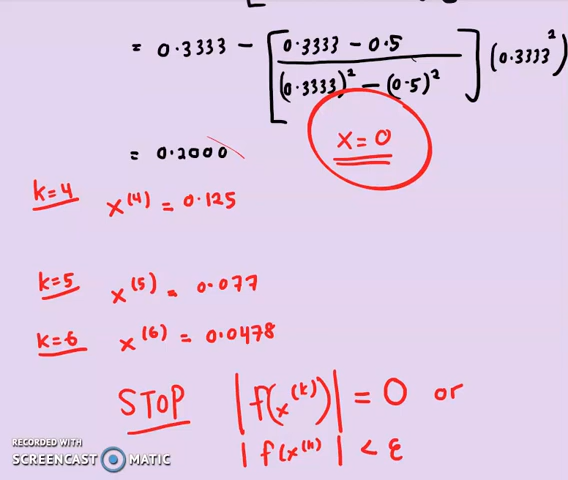 = 0.3333 - [ (0.3333 - 0.5) / ((0.3333)² - (0.5)²) ] (0.3333²)
x = 0
= 0.2000
k=4 x⁽⁴⁾ = 0.125
k=5 x⁽⁵⁾ = 0.077
k=6 x⁽⁶⁾ = 0.0478
STOP |f(x⁽ᵏ⁾)| = 0 or
|f(x⁽ᵏ⁾| < ε
RECORDED WITH
SCREENCAST MATIC